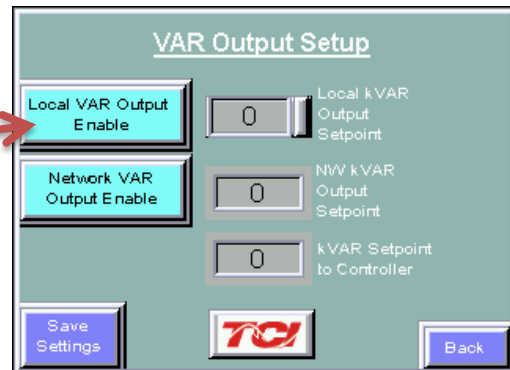 VAR Output Setup
Local VAR Output
Enable
0
Local kVAR
Output
Setpoint
Network VAR
Output Enable
0
NW kVAR
Output
Setpoint
0
kVAR Setpoint
to Controller
Save
Settings
TCI
Back